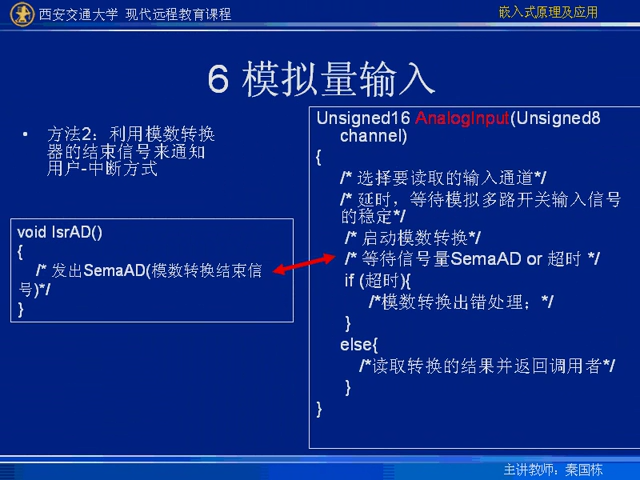 西安交通大学 现代远程教育课程
嵌入式原理及应用
6 模拟量输入
• 方法2：利用模数转换
器的结束信号来通知
用户-中断方式
void IsrAD()
{
/* 发出SemaAD(模数转换结束信
号)*/
}
Unsigned16 AnalogInput(Unsigned8
channel)
{
/* 选择要读取的输入通道*/
/* 延时，等待模拟多路开关输入信号
的稳定*/
/* 启动模数转换*/
/* 等待信号量SemaAD or 超时 */
if (超时){
/*模数转换出错处理；*/
}
else{
/*读取转换的结果并返回调用者*/
}
}
主讲教师：秦国栋